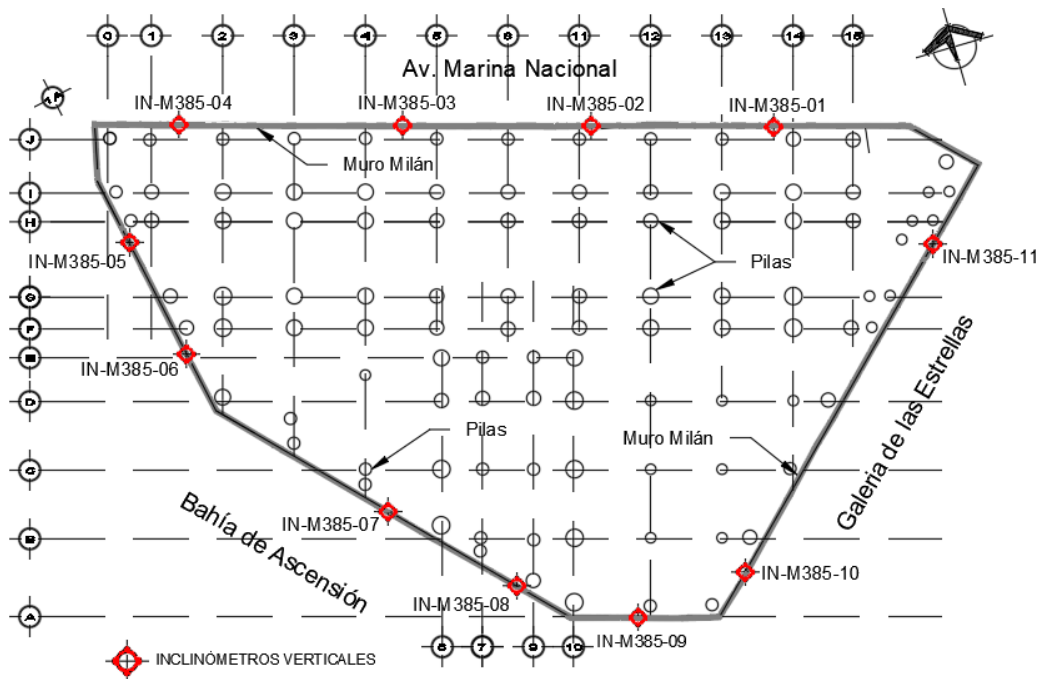 0 1 2 3 4 5 8 11 12 13 14 15
Av. Marina Nacional
IN-M385-04 IN-M385-03 IN-M385-02 IN-M385-01
J
Muro Milán
I
H
IN-M385-05
IN-M385-11
Pilas
G
F
E
IN-M385-06
D
Pilas
Muro Milán
Galeria de las Estrellas
C
Bahía de Ascensión
IN-M385-07
B
IN-M385-10
IN-M385-08
A
IN-M385-09
6 7 9 10
INCLINÓMETROS VERTICALES